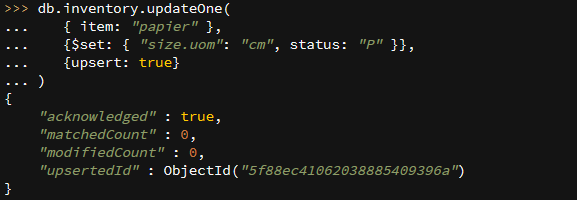 >>> db.inventory.updateOne(
...    { item: "papier" },
...    {$set: { "size.uom": "cm", status: "P" }},
...    {upsert: true}
... )
{
    "acknowledged" : true,
    "matchedCount" : 0,
    "modifiedCount" : 0,
    "upsertedId" : ObjectId("5f88ec41062038885409396a")
}